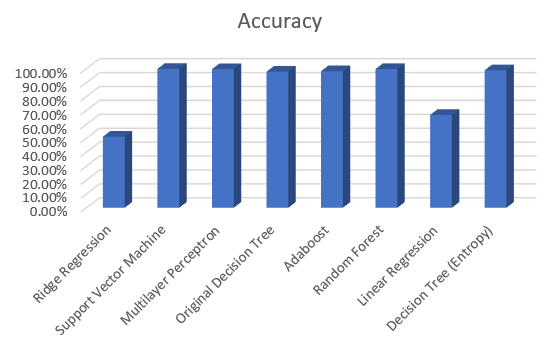 Accuracy
100.00%
90.00%
80.00%
70.00%
60.00%
50.00%
40.00%
30.00%
20.00%
10.00%
0.00%
Ridge Regression
Support Vector Machine
Multilayer Perceptron
Original Decision Tree
Adaboost
Random Forest
Linear Regression
Decision Tree (Entropy)